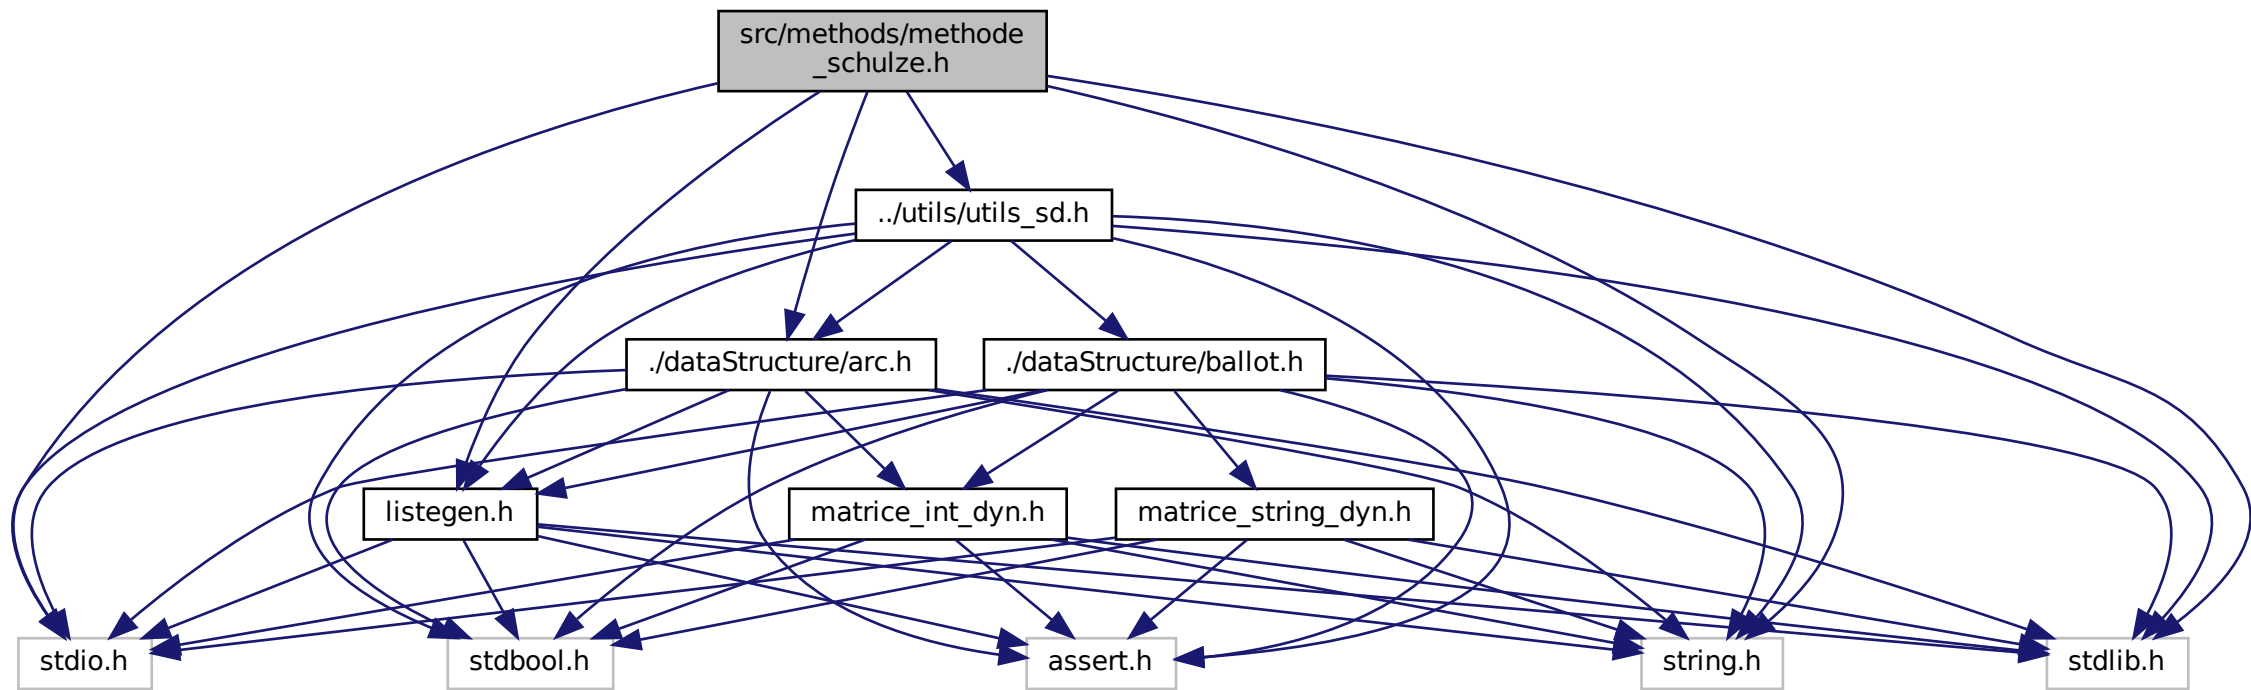 src/methods/methode
_schulze.h
../utils/utils_sd.h
./dataStructure/arc.h
./dataStructure/ballot.h
listegen.h
matrice_int_dyn.h
matrice_string_dyn.h
stdio.h
stdbool.h
assert.h
string.h
stdlib.h